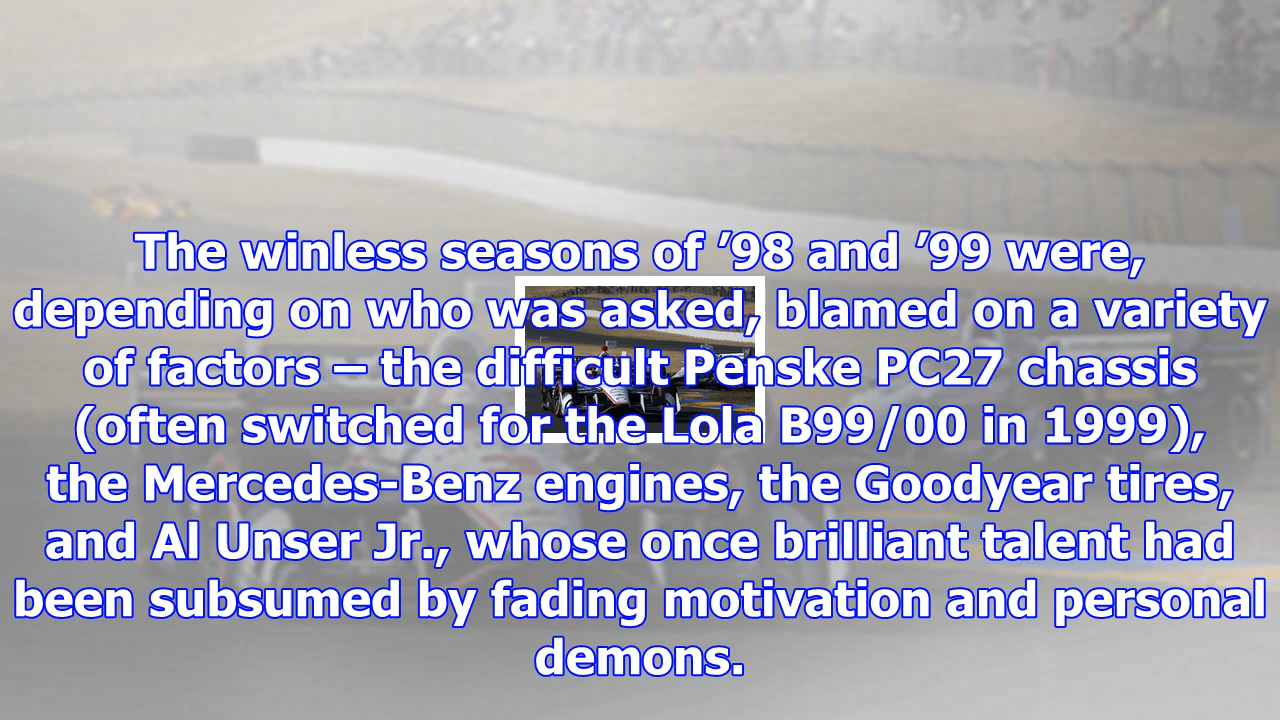 The winless seasons of ’98 and ’99 were,
depending on who was asked, blamed on a variety
of factors – the difficult Penske PC27 chassis
(often switched for the Lola B99/00 in 1999),
the Mercedes-Benz engines, the Goodyear tires,
and Al Unser Jr., whose once brilliant talent had
been subsumed by fading motivation and personal
demons.